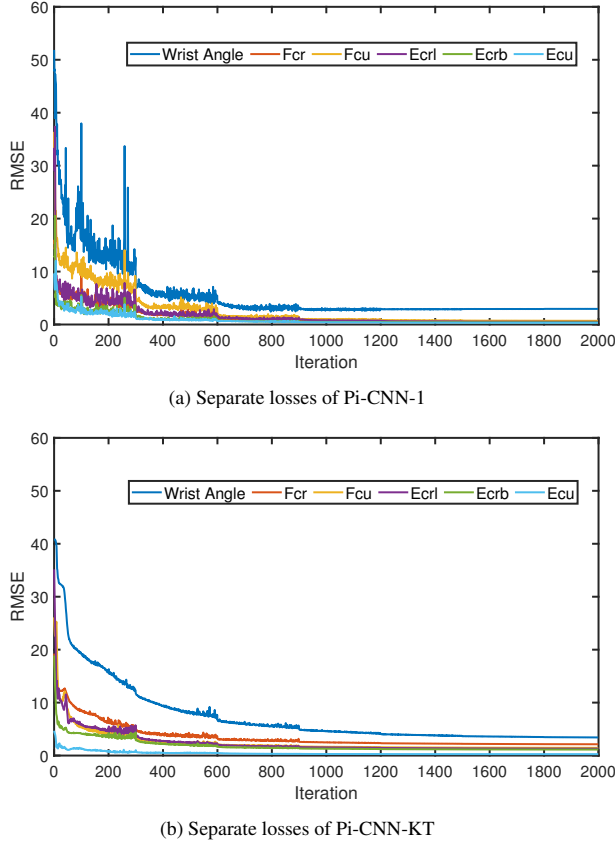 60
50
40
30
20
10
0
RMSE
Wrist Angle Fcr Fcu Ecrl Ecrb Ecu
0 200 400 600 800 1000 1200 1400 1600 1800 2000
Iteration
(a) Separate losses of Pi-CNN-1
60
50
40
30
20
10
0
RMSE
Wrist Angle Fcr Fcu Ecrl Ecrb Ecu
0 200 400 600 800 1000 1200 1400 1600 1800 2000
Iteration
(b) Separate losses of Pi-CNN-KT